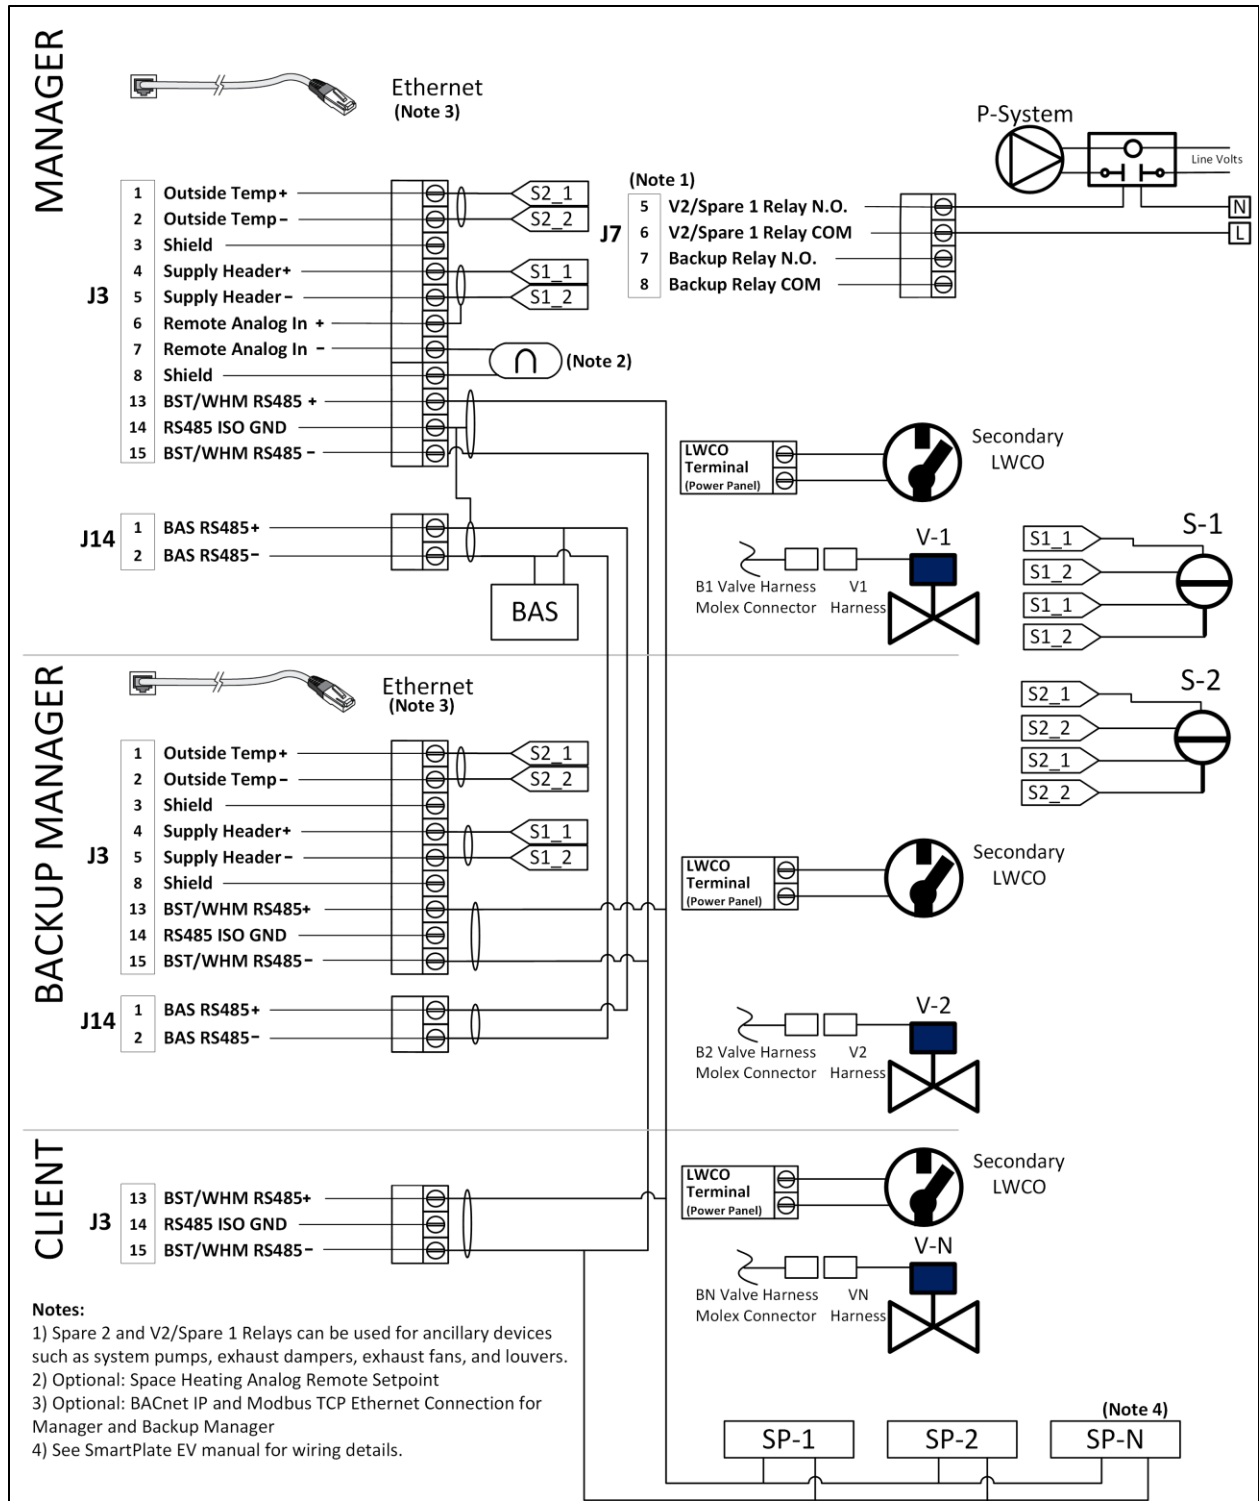 MANAGER
Ethernet
(Note 3)
J3
1 Outside Temp+
2 Outside Temp−
3 Shield
4 Supply Header+
5 Supply Header−
6 Remote Analog In +
7 Remote Analog In −
8 Shield
13 BST/WHM RS485 +
14 RS485 ISO GND
15 BST/WHM RS485 −
S2_1
S2_2
S1_1
S1_2
(Note 2)
J14
1 BAS RS485+
2 BAS RS485−
BAS
P-System
Line Volts
(Note 1)
J7
5 V2/Spare 1 Relay N.O.
6 V2/Spare 1 Relay COM
7 Backup Relay N.O.
8 Backup Relay COM
N
L
LWCO
Terminal
(Power Panel)
Secondary
LWCO
V-1
B1 Valve Harness
Molex Connector
V1
Harness
S-1
S1_1
S1_2
S1_1
S1_2
S-2
S2_1
S2_2
S2_1
S2_2
BACKUP MANAGER
Ethernet
(Note 3)
J3
1 Outside Temp+
2 Outside Temp−
3 Shield
4 Supply Header+
5 Supply Header−
8 Shield
13 BST/WHM RS485+
14 RS485 ISO GND
15 BST/WHM RS485−
S2_1
S2_2
S1_1
S1_2
J14
1 BAS RS485+
2 BAS RS485−
LWCO
Terminal
(Power Panel)
Secondary
LWCO
V-2
B2 Valve Harness
Molex Connector
V2
Harness
CLIENT
J3
13 BST/WHM RS485+
14 RS485 ISO GND
15 BST/WHM RS485−
LWCO
Terminal
(Power Panel)
Secondary
LWCO
V-N
BN Valve Harness
Molex Connector
VN
Harness
Notes:
1) Spare 2 and V2/Spare 1 Relays can be used for ancillary devices
such as system pumps, exhaust dampers, exhaust fans, and louvers.
2) Optional: Space Heating Analog Remote Setpoint
3) Optional: BACnet IP and Modbus TCP Ethernet Connection for
Manager and Backup Manager
4) See SmartPlate EV manual for wiring details.
(Note 4)
SP-1
SP-2
SP-N